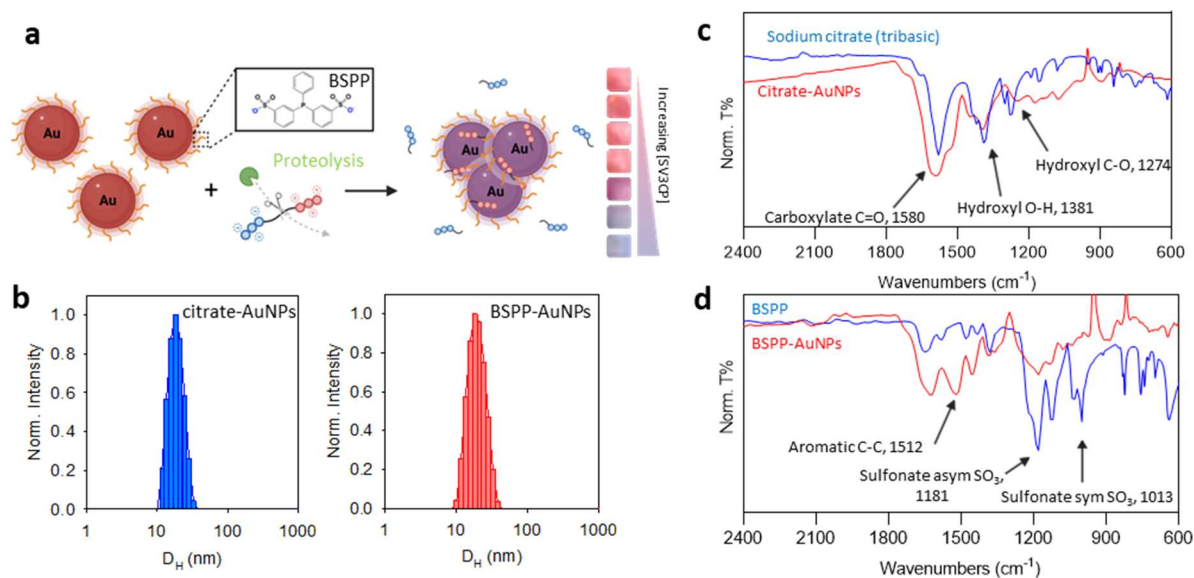 a
BSPP
Au
Au
Au
Proteolysis
+
Au
Au
Au
Increasing [SV3CP]
b
citrate-AuNPs
Norm. Intensity
1.0
0.8
0.6
0.4
0.2
0.0
1 10 100 1000
D_H (nm)
BSPP-AuNPs
Norm. Intensity
1.0
0.8
0.6
0.4
0.2
0.0
1 10 100 1000
D_H (nm)
c
Sodium citrate (tribasic)
Citrate-AuNPs
Norm. T%
Hydroxyl C-O, 1274
Hydroxyl O-H, 1381
Carboxylate C=O, 1580
2400 2100 1800 1500 1200 900 600
Wavenumbers (cm⁻¹)
d
BSPP
BSPP-AuNPs
Norm. T%
Aromatic C-C, 1512
Sulfonate asym SO₃,
1181
Sulfonate sym SO₃, 1013
2400 2100 1800 1500 1200 900 600
Wavenumbers (cm⁻¹)